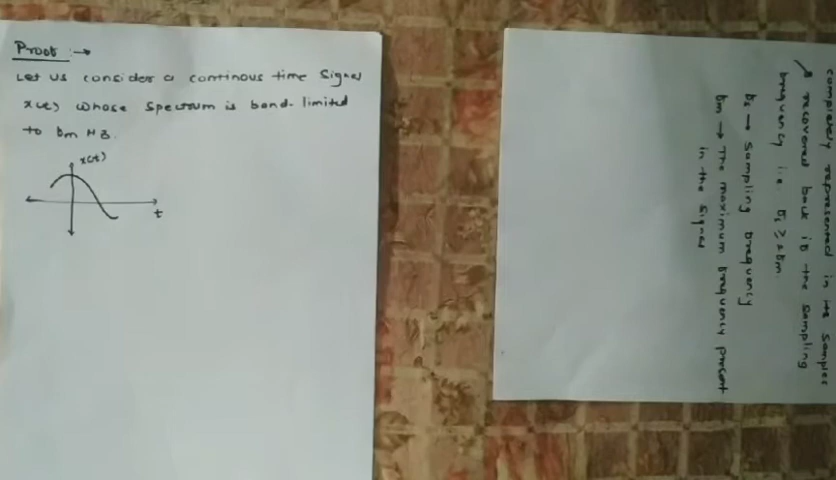 Proof :→
Let us consider a continous time signal
x(t) whose spectrum is band-limited
to fm Hz.
x(t)
t
completely represented in its samples
& recovered back if the sampling
frequency i.e. fs ≥ 2fm.
fs → Sampling frequency
fm → The maximum frequency present
in the signal